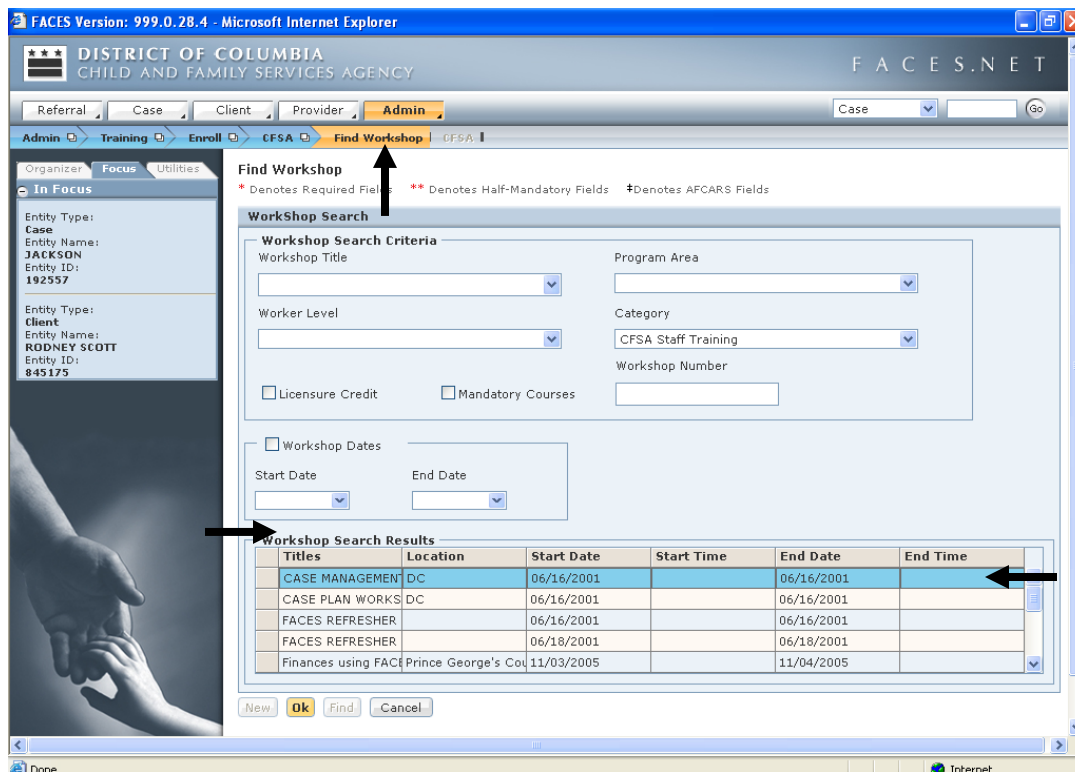 FACES Version: 999.0.28.4 - Microsoft Internet Explorer
DISTRICT OF COLUMBIA
CHILD AND FAMILY SERVICES AGENCY
FACES.NET
Referral Case Client Provider Admin Case Go
Admin Training Enroll CFSA Find Workshop CFSA
Organizer Focus Utilities
In Focus
Entity Type:
Case
Entity Name:
JACKSON
Entity ID:
192557
Entity Type:
Client
Entity Name:
RODNEY SCOTT
Entity ID:
845175
Find Workshop
* Denotes Required Fields ** Denotes Half-Mandatory Fields ‡Denotes AFCARS Fields
WorkShop Search
Workshop Search Criteria
Workshop Title Program Area
Worker Level Category
CFSA Staff Training
Workshop Number
Licensure Credit Mandatory Courses
Workshop Dates
Start Date End Date
Workshop Search Results
Titles Location Start Date Start Time End Date End Time
CASE MANAGEMENT DC 06/16/2001 06/16/2001
CASE PLAN WORKS DC 06/16/2001 06/16/2001
FACES REFRESHER 06/16/2001 06/16/2001
FACES REFRESHER 06/18/2001 06/18/2001
Finances using FACE Prince George's Cou 11/03/2005 11/04/2005
New Ok Find Cancel
Done Internet